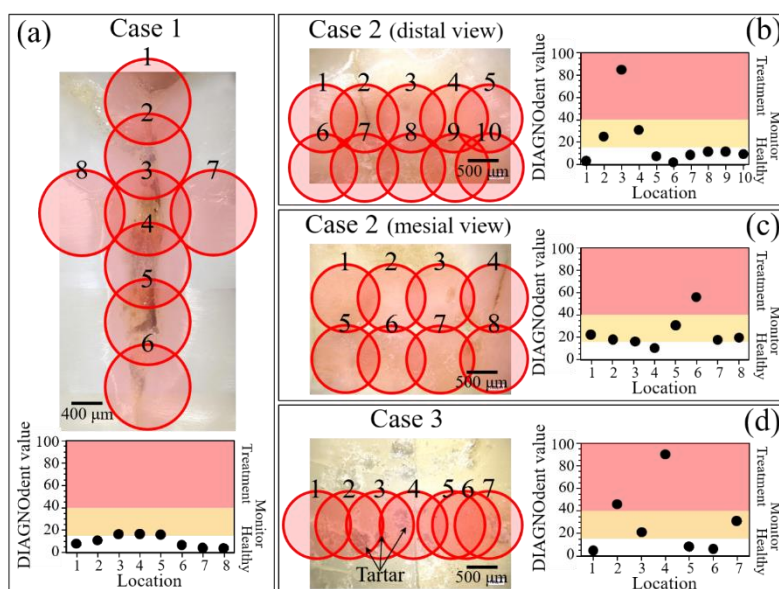 (a)
Case 1
1
2
3
8
7
4
5
6
400 μm
DIAGNOdent value
100
80
60
40
20
0
1 2 3 4 5 6 7 8
Location
Treatment
Monitor
Healthy
Case 2 (distal view)
(b)
1 2 3 4 5
6 7 8 9 10
500 μm
DIAGNOdent value
100
80
60
40
20
0
1 2 3 4 5 6 7 8 9 10
Location
Treatment
Monitor
Healthy
Case 2 (mesial view)
(c)
1 2 3 4
5 6 7 8
500 μm
DIAGNOdent value
100
80
60
40
20
0
1 2 3 4 5 6 7 8
Location
Treatment
Monitor
Healthy
Case 3
(d)
1 2 3 4 5 6 7
Tartar
500 μm
DIAGNOdent value
100
80
60
40
20
0
1 2 3 4 5 6 7
Location
Treatment
Monitor
Healthy